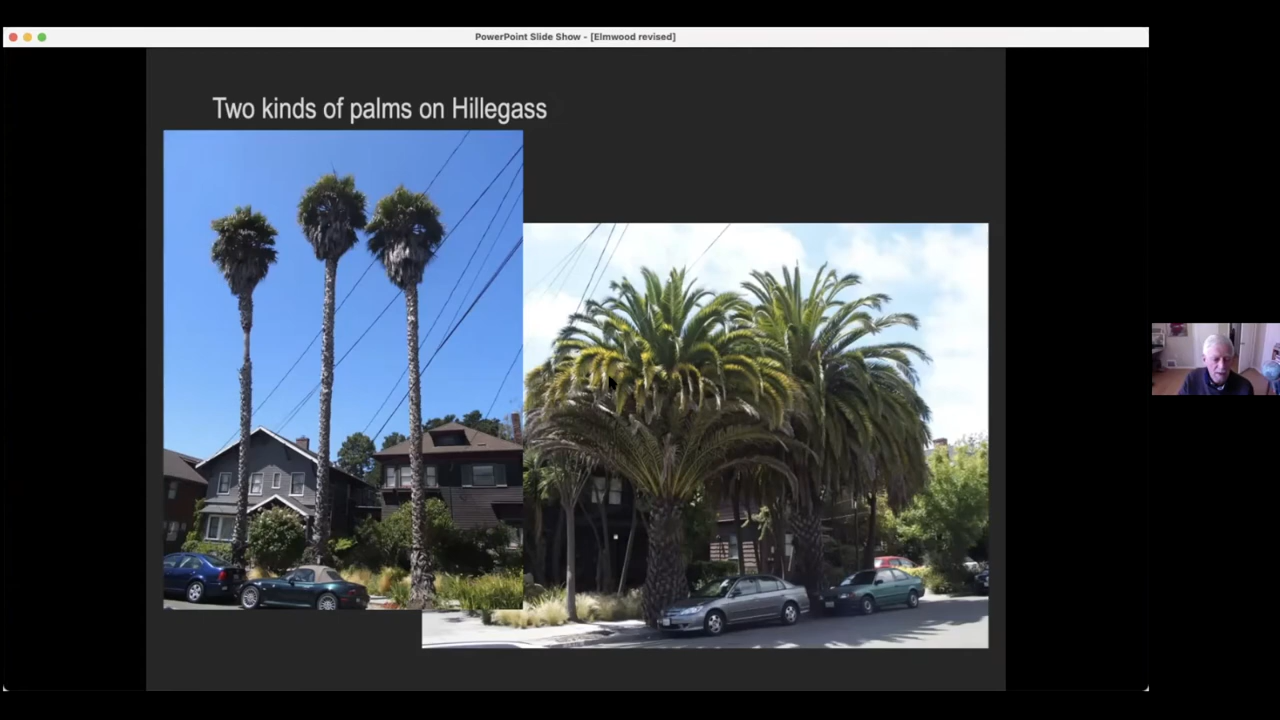 PowerPoint Slide Show - [Elmwood revised]
Two kinds of palms on Hillegass